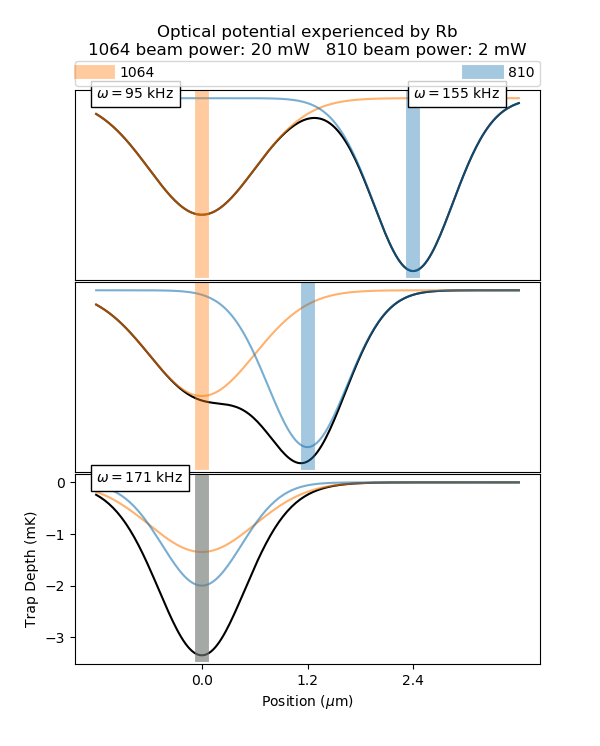 Optical potential experienced by Rb
1064 beam power: 20 mW   810 beam power: 2 mW
1064
810
ω = 95 kHz
ω = 155 kHz
ω = 171 kHz
0
−1
−2
−3
Trap Depth (mK)
0.0
1.2
2.4
Position (μm)